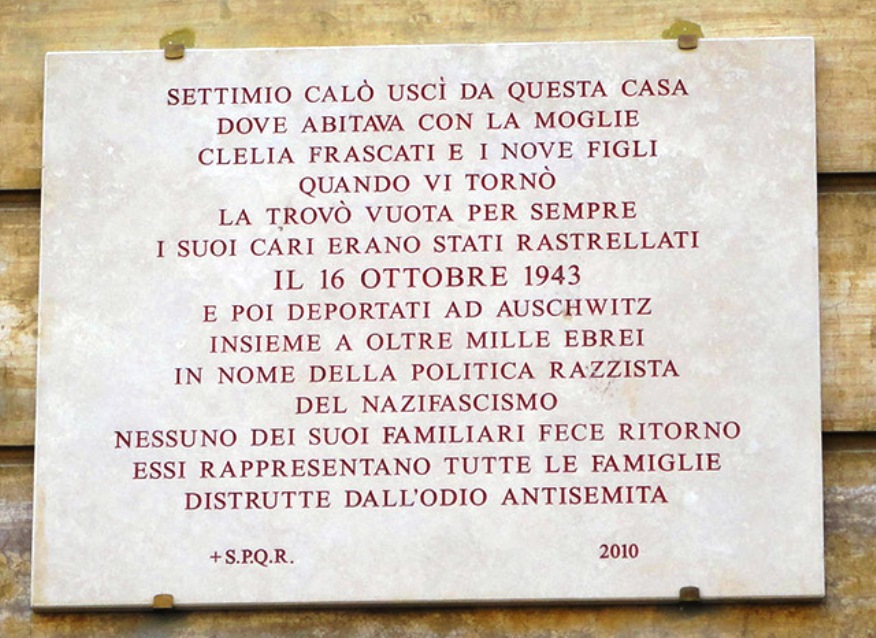 SETTIMIO CALÒ USCÌ DA QUESTA CASA
DOVE ABITAVA CON LA MOGLIE
CLELIA FRASCATI E I NOVE FIGLI
QUANDO VI TORNÒ
LA TROVÒ VUOTA PER SEMPRE
I SUOI CARI ERANO STATI RASTRELLATI
IL 16 OTTOBRE 1943
E POI DEPORTATI AD AUSCHWITZ
INSIEME A OLTRE MILLE EBREI
IN NOME DELLA POLITICA RAZZISTA
DEL NAZIFASCISMO
NESSUNO DEI SUOI FAMILIARI FECE RITORNO
ESSI RAPPRESENTANO TUTTE LE FAMIGLIE
DISTRUTTE DALL'ODIO ANTISEMITA
+S.P.Q.R. 2010